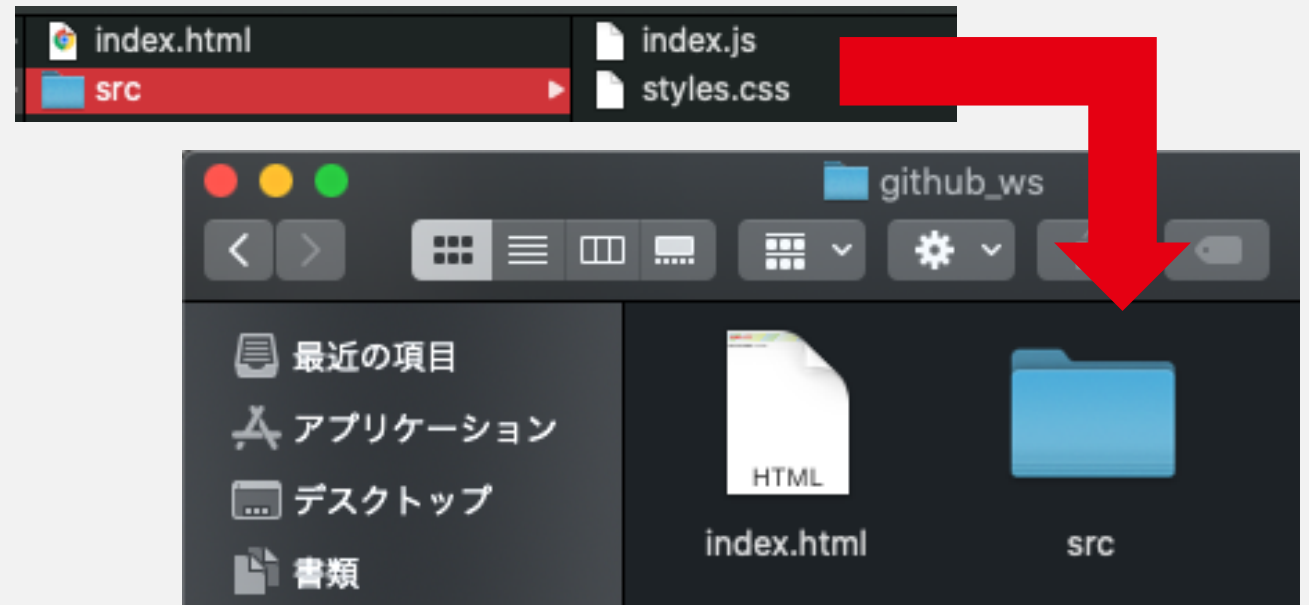 index.html
index.js
src
styles.css
github_ws
最近の項目
アプリケーション
デスクトップ
書類
HTML
index.html
src